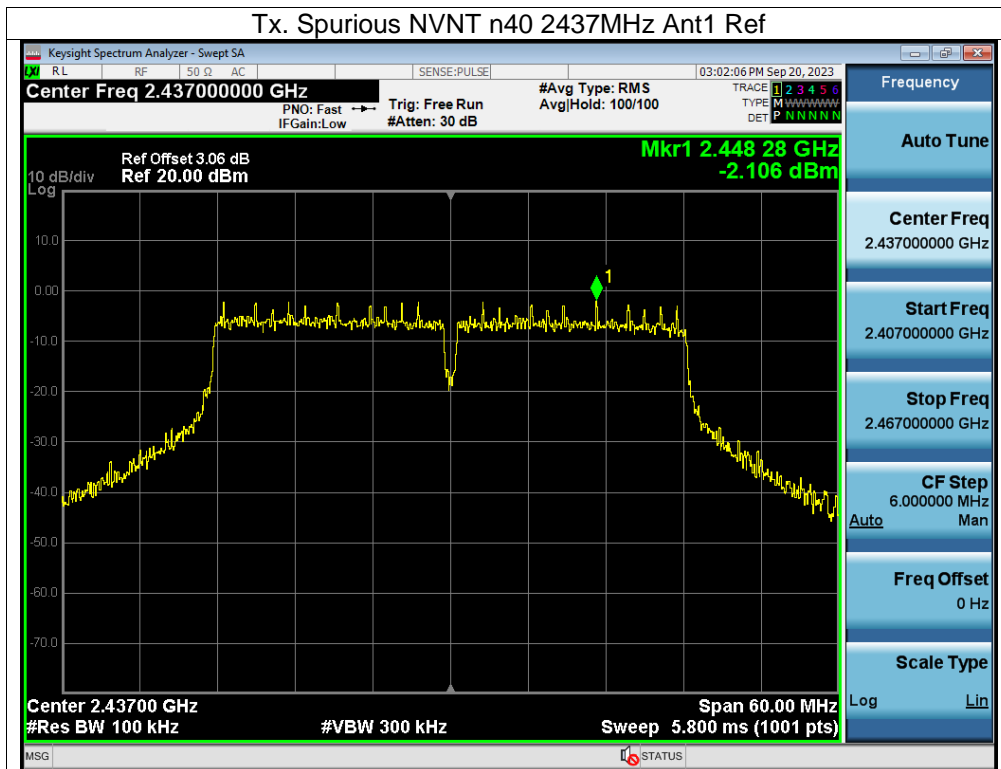 Tx. Spurious NVNT n40 2437MHz Ant1 Ref
Keysight Spectrum Analyzer - Swept SA
LXI RL RF 50 Ω AC SENSE:PULSE 03:02:06 PM Sep 20, 2023
Center Freq 2.437000000 GHz
PNO: Fast
IFGain:Low
Trig: Free Run
#Atten: 30 dB
#Avg Type: RMS
Avg|Hold: 100/100
TRACE 1 2 3 4 5 6
TYPE M WWWWW
DET P N N N N N
Mkr1 2.448 28 GHz
-2.106 dBm
Ref Offset 3.06 dB
10 dB/div Ref 20.00 dBm
Log
10.0
0.00
-10.0
-20.0
-30.0
-40.0
-50.0
-60.0
-70.0
1
Center 2.43700 GHz Span 60.00 MHz
#Res BW 100 kHz #VBW 300 kHz Sweep 5.800 ms (1001 pts)
MSG STATUS
Frequency
Auto Tune
Center Freq
2.437000000 GHz
Start Freq
2.407000000 GHz
Stop Freq
2.467000000 GHz
CF Step
6.000000 MHz
Auto Man
Freq Offset
0 Hz
Scale Type
Log Lin